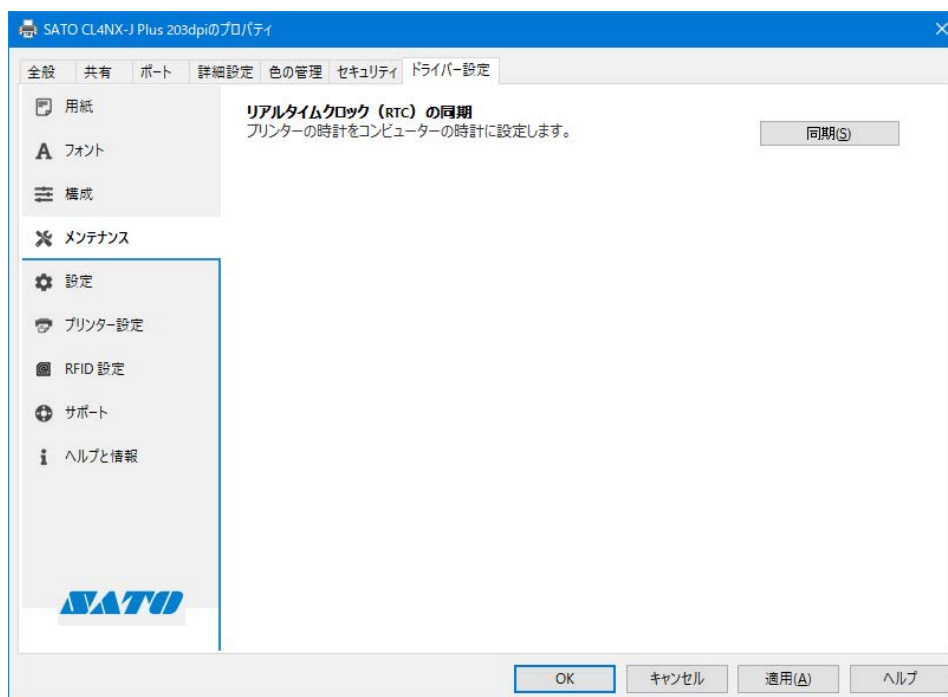 SATO CL4NX-J Plus 203dpiのプロパティ
全般 共有 ポート 詳細設定 色の管理 セキュリティ ドライバー設定
用紙
フォント
構成
メンテナンス
設定
プリンター設定
RFID 設定
サポート
ヘルプと情報
SATO
リアルタイムクロック（RTC）の同期
プリンターの時計をコンピューターの時計に設定します。
同期(S)
OK キャンセル 適用(A) ヘルプ